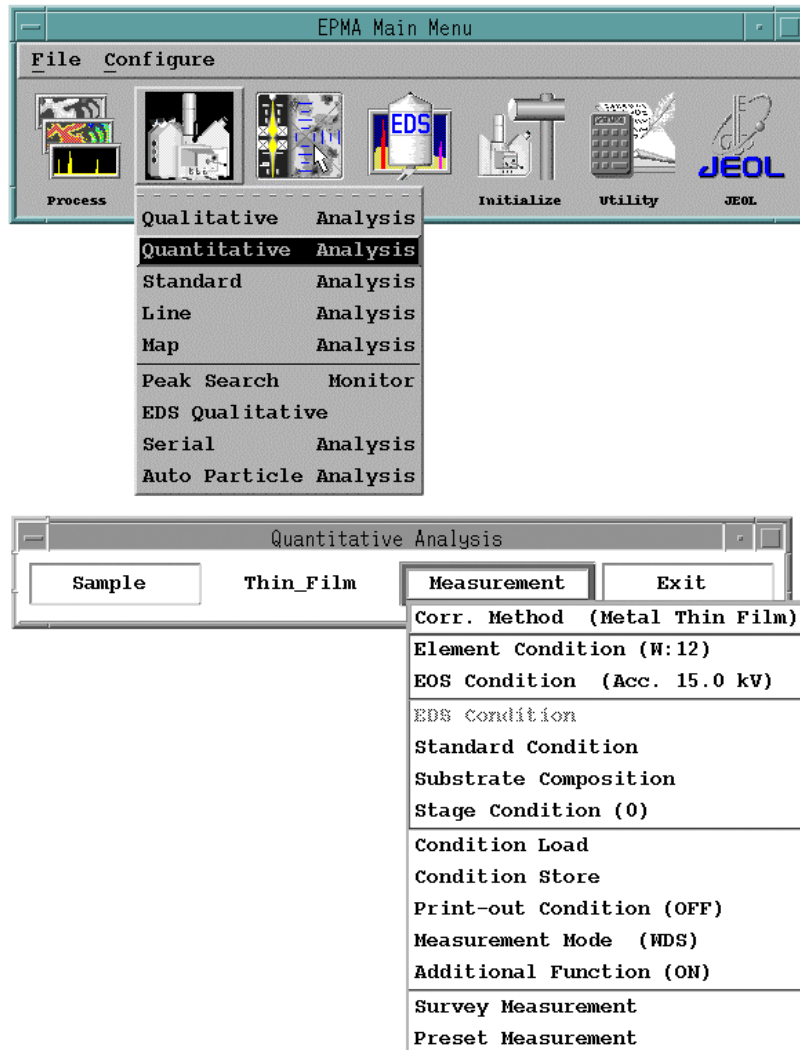 EPMA Main Menu
File Configure
EDS
JEOL
Process
Initialize
Utility
JEOL
Qualitative Analysis
Quantitative Analysis
Standard Analysis
Line Analysis
Map Analysis
Peak Search Monitor
EDS Qualitative
Serial Analysis
Auto Particle Analysis
Quantitative Analysis
Sample Thin_Film Measurement Exit
Corr. Method (Metal Thin Film)
Element Condition (W:12)
EOS Condition (Acc. 15.0 kV)
EDS Condition
Standard Condition
Substrate Composition
Stage Condition (0)
Condition Load
Condition Store
Print-out Condition (OFF)
Measurement Mode (WDS)
Additional Function (ON)
Survey Measurement
Preset Measurement